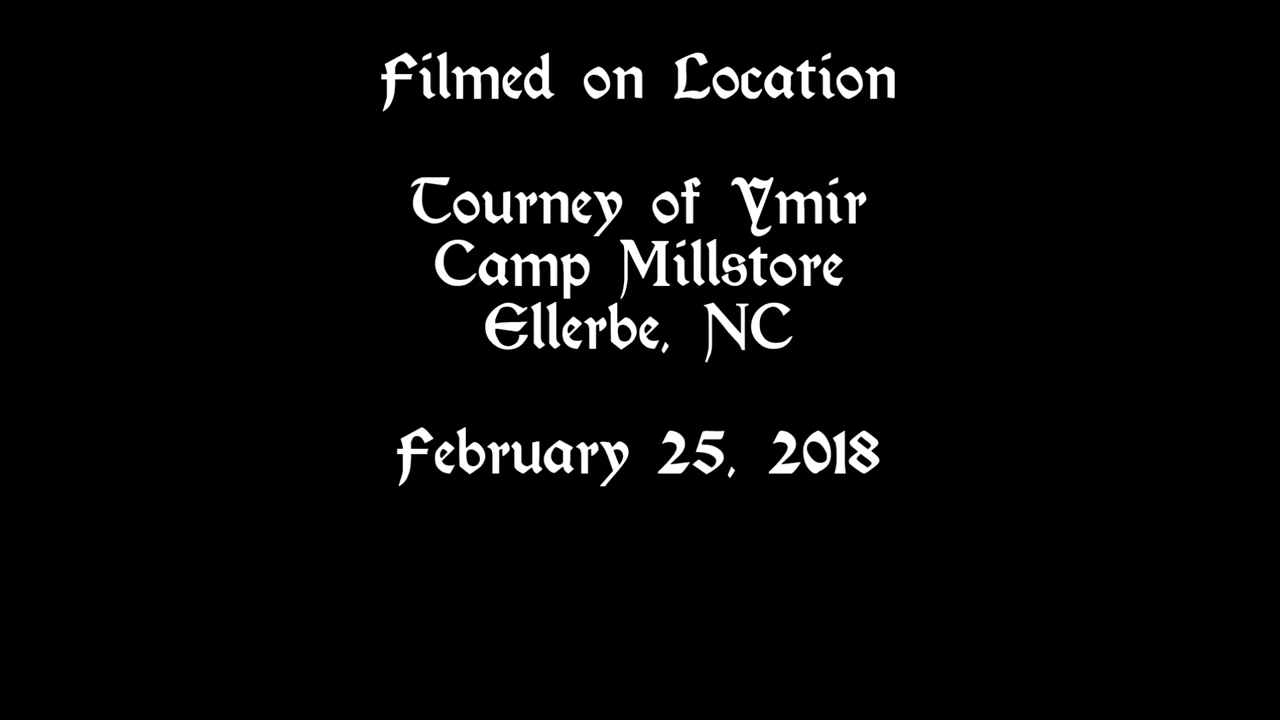 Filmed on Location
Tourney of Ymir
Camp Millstore
Ellerbe, NC
February 25, 2018